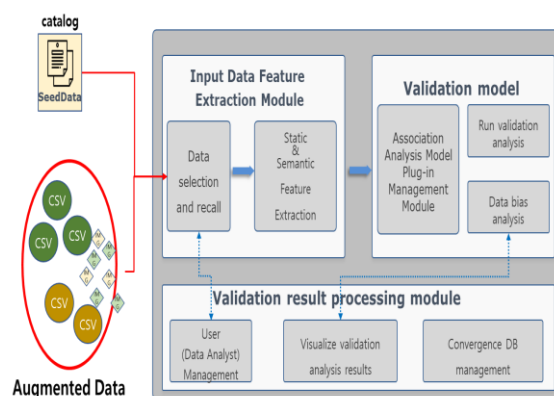 catalog
SeedData
CSV
CSV
CSV
CSV
CSV
Augmented Data
Input Data Feature
Extraction Module
Data
selection
and recall
Static
&
Semantic
Feature
Extraction
Validation model
Association
Analysis Model
Plug-in
Management
Module
Run validation
analysis
Data bias
analysis
Validation result processing module
User
(Data Analyst)
Management
Visualize validation
analysis results
Convergence DB
management